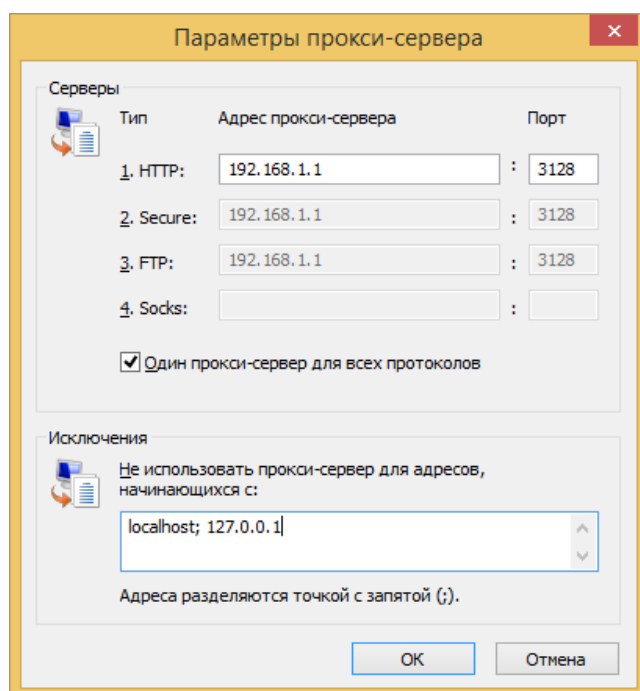 Параметры прокси-сервера
Серверы
Тип Адрес прокси-сервера Порт
1. HTTP: 192.168.1.1 : 3128
2. Secure: 192.168.1.1 : 3128
3. FTP: 192.168.1.1 : 3128
4. Socks: :
Один прокси-сервер для всех протоколов
Исключения
Не использовать прокси-сервер для адресов,
начинающихся с:
localhost; 127.0.0.1
Адреса разделяются точкой с запятой (;).
OK Отмена